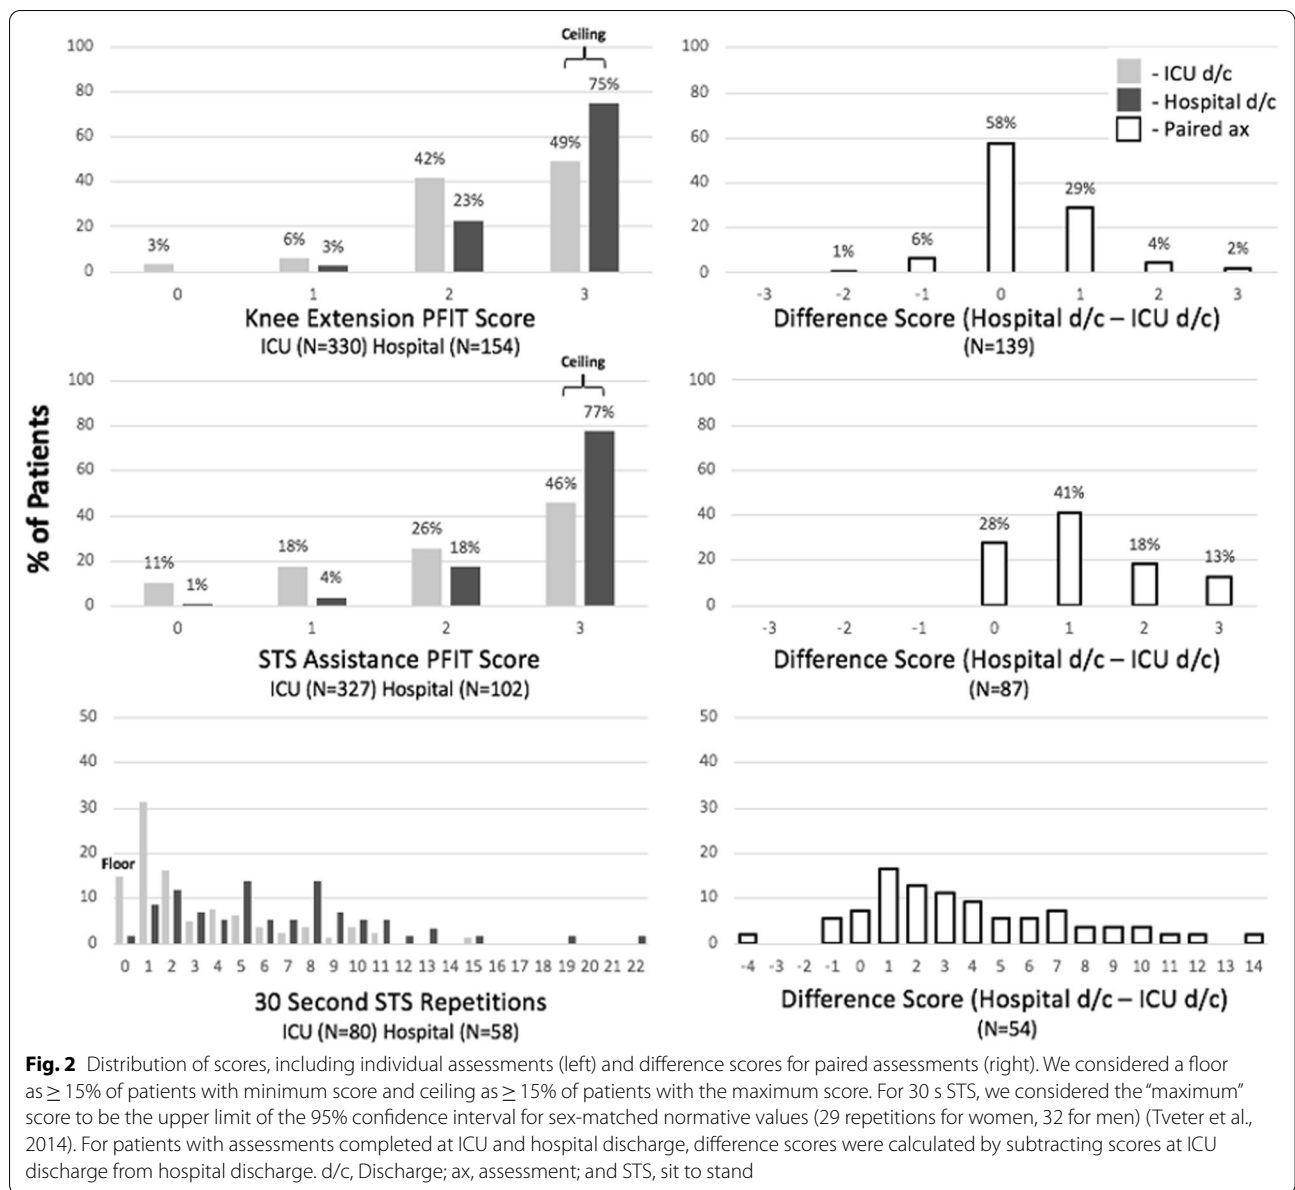 % of Patients
Ceiling
100
80
60
40
20
0
3%
6%
3%
42%
23%
49%
75%
0 1 2 3
Knee Extension PFIT Score
ICU (N=330) Hospital (N=154)
100
80
60
40
20
0
- ICU d/c
- Hospital d/c
- Paired ax
1%
6%
58%
29%
4%
2%
-3 -2 -1 0 1 2 3
Difference Score (Hospital d/c – ICU d/c)
(N=139)
Ceiling
100
80
60
40
20
0
11%
1%
18%
4%
26%
18%
46%
77%
0 1 2 3
STS Assistance PFIT Score
ICU (N=327) Hospital (N=102)
100
80
60
40
20
0
28%
41%
18%
13%
-3 -2 -1 0 1 2 3
Difference Score (Hospital d/c – ICU d/c)
(N=87)
50
40
30
20
10
0
Floor
0 1 2 3 4 5 6 7 8 9 10 11 12 13 14 15 16 17 18 19 20 21 22
30 Second STS Repetitions
ICU (N=80) Hospital (N=58)
50
40
30
20
10
0
-4 -3 -2 -1 0 1 2 3 4 5 6 7 8 9 10 11 12 13 14
Difference Score (Hospital d/c – ICU d/c)
(N=54)
Fig. 2 Distribution of scores, including individual assessments (left) and difference scores for paired assessments (right). We considered a floor
as ≥ 15% of patients with minimum score and ceiling as ≥ 15% of patients with the maximum score. For 30 s STS, we considered the “maximum”
score to be the upper limit of the 95% confidence interval for sex-matched normative values (29 repetitions for women, 32 for men) (Tveter et al.,
2014). For patients with assessments completed at ICU and hospital discharge, difference scores were calculated by subtracting scores at ICU
discharge from hospital discharge. d/c, Discharge; ax, assessment; and STS, sit to stand